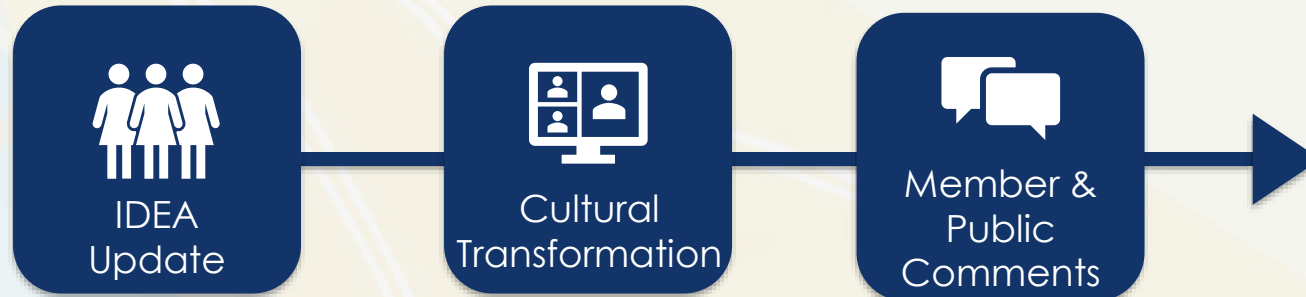 IDEA
Update
Cultural
Transformation
Member &
Public
Comments